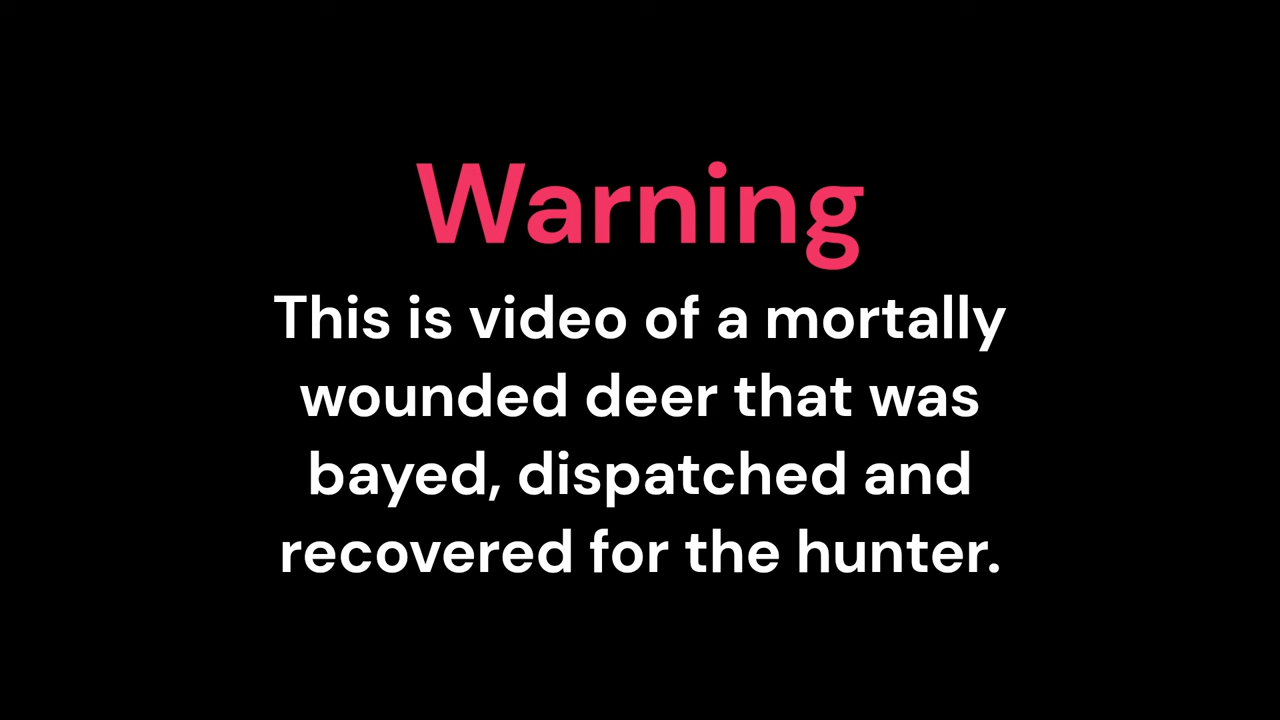 Warning
This is video of a mortally
wounded deer that was
bayed, dispatched and
recovered for the hunter.